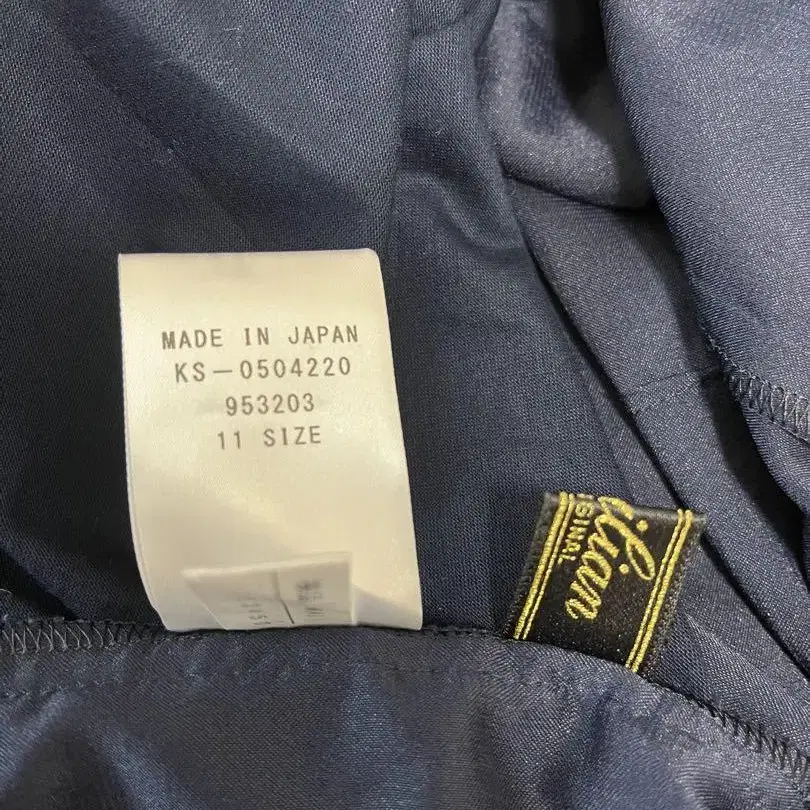 MADE IN JAPAN
KS-0504220
953203
11 SIZE